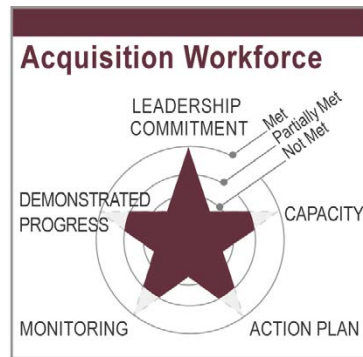 Acquisition Workforce
LEADERSHIP
COMMITMENT
Met
Partially Met
Not Met
DEMONSTRATED
PROGRESS
CAPACITY
MONITORING
ACTION PLAN